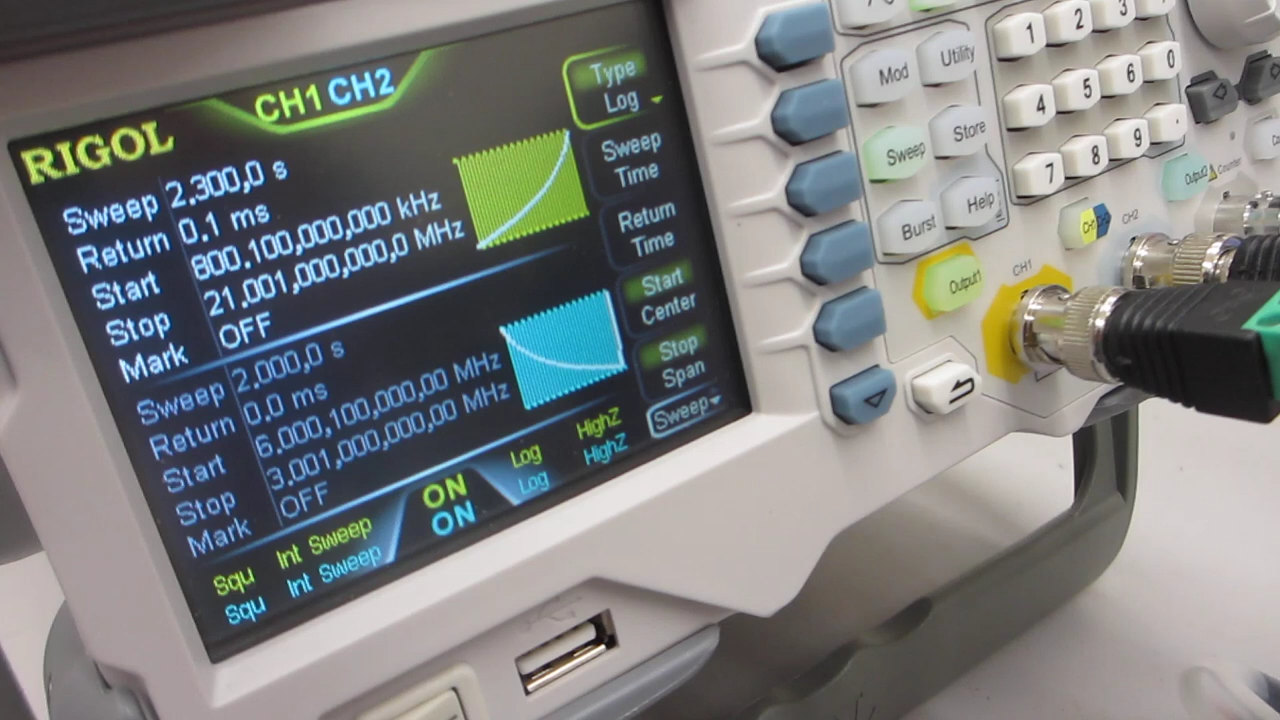 RIGOL
CH1 CH2
Sweep 2.300,0 s
Return 0.1 ms
Start 800.100,000,000 kHz
Stop 21.001,000,000,0 MHz
Mark OFF
Sweep 2.000,0 s
Return 0.0 ms
Start 6.000,100,000,00 MHz
Stop 3.001,000,000,00 MHz
Mark OFF
Squ Int Sweep ON Log HighZ
Squ Int Sweep ON Log HighZ
Type
Log
Sweep
Time
Return
Time
Start
Center
Stop
Span
Sweep
Mod
Utility
Sweep
Store
Burst
Help
1 2 3
4 5 6 0
7 8 9 .
Output1
Output2
Counter
CH1
CH2